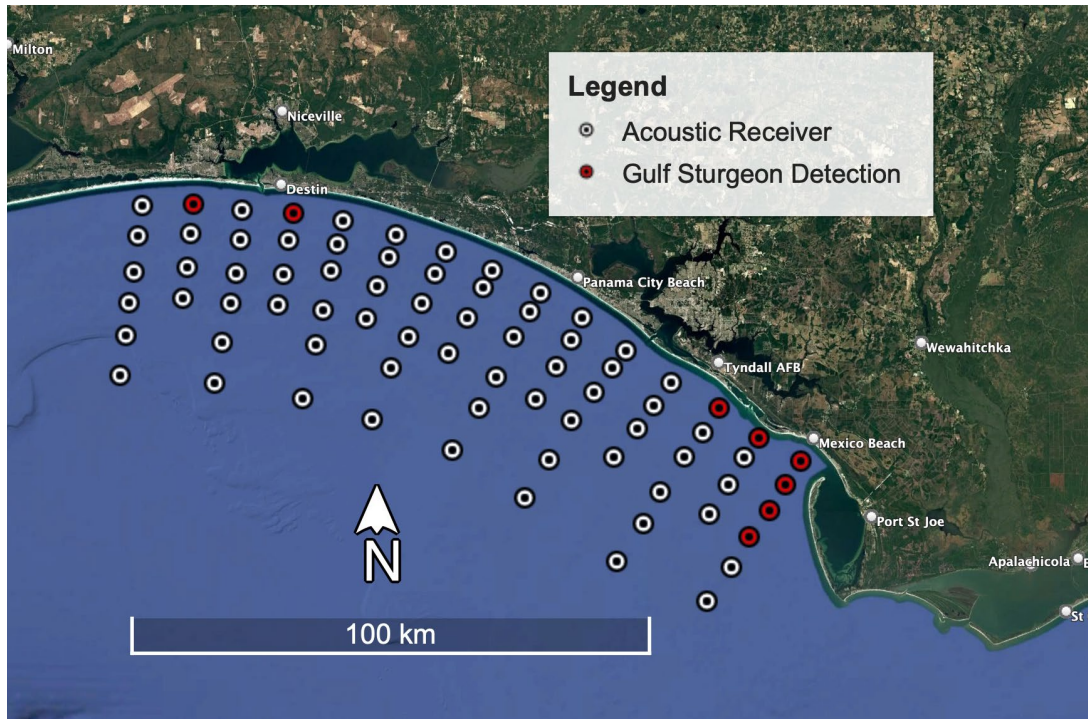 Milton
Niceville
Destin
Legend
Acoustic Receiver
Gulf Sturgeon Detection
Panama City Beach
Wewahitchka
Tyndall AFB
Mexico Beach
Port St Joe
Apalachicola
E
St
N
100 km